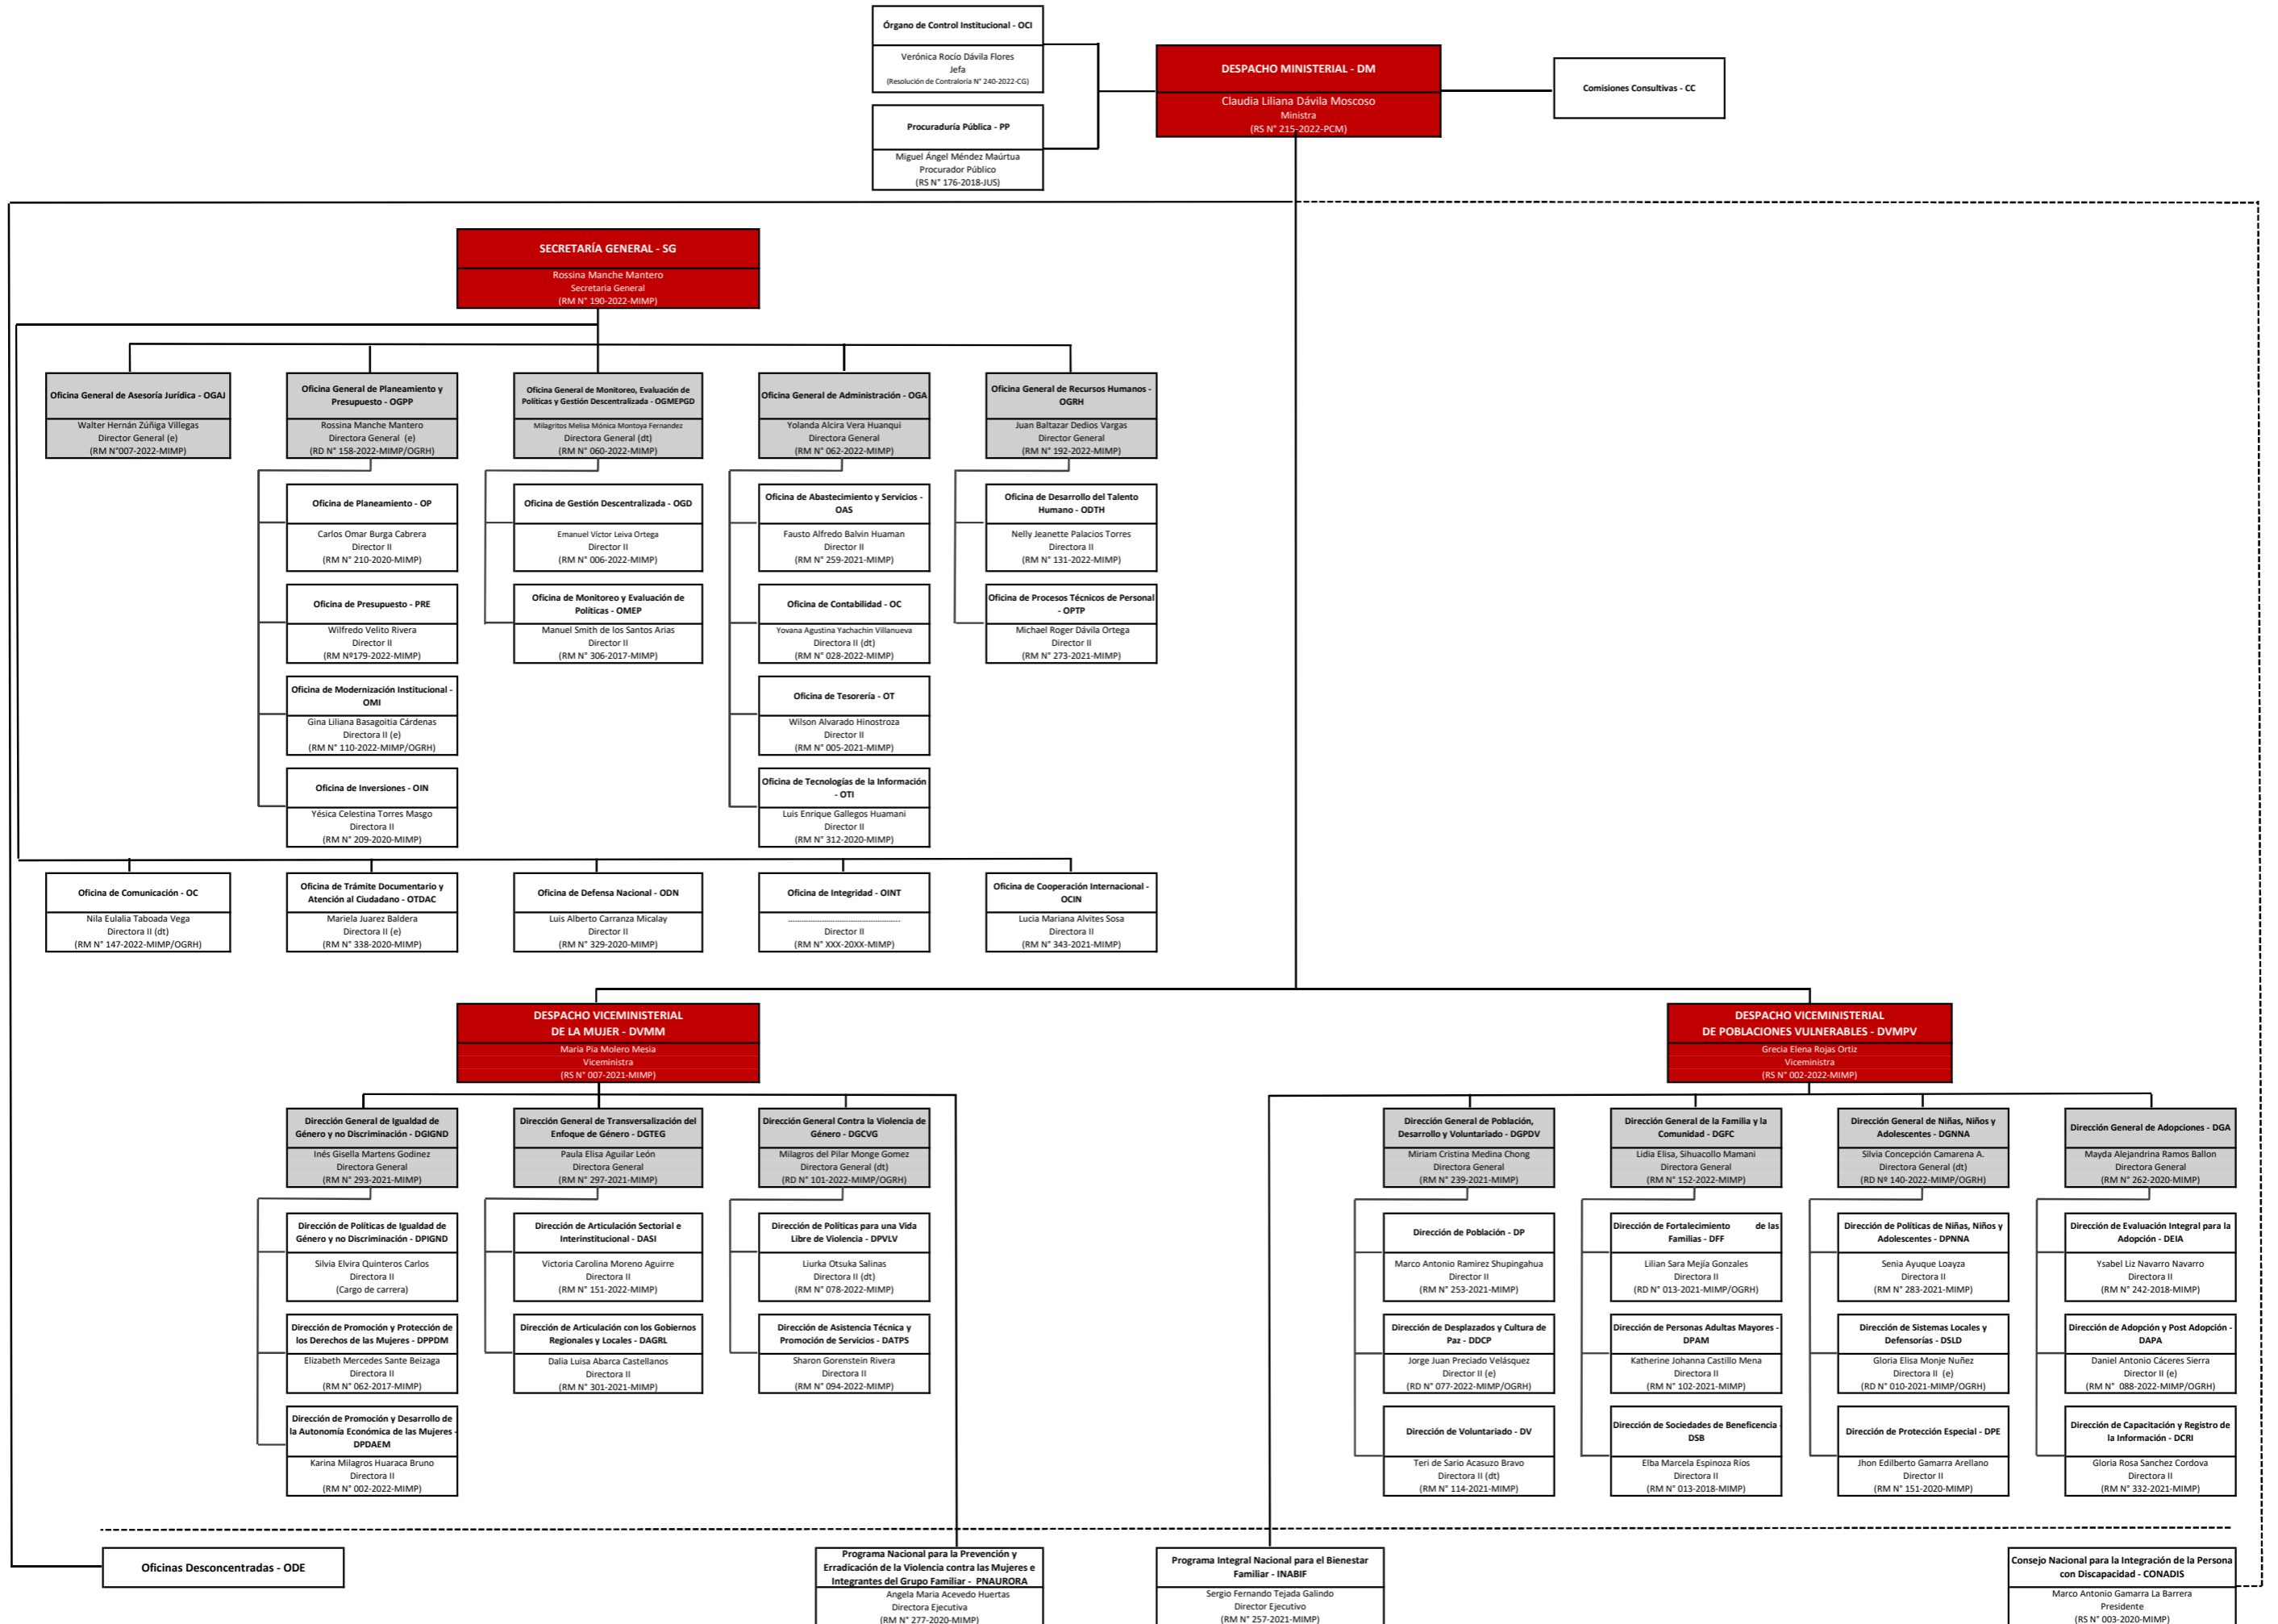 Órgano de Control Institucional - OCI
Verónica Rocío Dávila Flores
Jefa
(Resolución de Contraloría N° 240-2022-CG)
Procuraduría Pública - PP
Miguel Ángel Méndez Maúrtua
Procurador Público
(RS N° 176-2018-JUS)
DESPACHO MINISTERIAL - DM
Claudia Liliana Dávila Moscoso
Ministra
(RS N° 215-2022-PCM)
Comisiones Consultivas - CC
SECRETARÍA GENERAL - SG
Rossina Manche Mantero
Secretaria General
(RM N° 190-2022-MIMP)
Oficina General de Asesoría Jurídica - OGAJ
Walter Hernán Zúñiga Villegas
Director General (e)
(RM N°007-2022-MIMP)
Oficina General de Planeamiento y
Presupuesto - OGPP
Rossina Manche Mantero
Directora General (e)
(RD N° 158-2022-MIMP/OGRH)
Oficina de Planeamiento - OP
Carlos Omar Burga Cabrera
Director II
(RM N° 210-2020-MIMP)
Oficina de Presupuesto - PRE
Wilfredo Velito Rivera
Director II
(RM Nº179-2022-MIMP)
Oficina de Modernización Institucional -
OMI
Gina Liliana Basagoitia Cárdenas
Directora II (e)
(RM N° 110-2022-MIMP/OGRH)
Oficina de Inversiones - OIN
Yésica Celestina Torres Masgo
Directora II
(RM N° 209-2020-MIMP)
Oficina General de Monitoreo, Evaluación de
Políticas y Gestión Descentralizada - OGMEPGD
Milagritos Melisa Mónica Montoya Fernandez
Directora General (dt)
(RM N° 060-2022-MIMP)
Oficina de Gestión Descentralizada - OGD
Emanuel Víctor Leiva Ortega
Director II
(RM N° 006-2022-MIMP)
Oficina de Monitoreo y Evaluación de
Políticas - OMEP
Manuel Smith de los Santos Arias
Director II
(RM N° 306-2017-MIMP)
Oficina General de Administración - OGA
Yolanda Alcira Vera Huanqui
Directora General
(RM N° 062-2022-MIMP)
Oficina de Abastecimiento y Servicios -
OAS
Fausto Alfredo Balvin Huaman
Director II
(RM N° 259-2021-MIMP)
Oficina de Contabilidad - OC
Yovana Agustina Yachachin Villanueva
Directora II (dt)
(RM N° 028-2022-MIMP)
Oficina de Tesorería - OT
Wilson Alvarado Hinostroza
Director II
(RM N° 005-2021-MIMP)
Oficina de Tecnologías de la Información
- OTI
Luis Enrique Gallegos Huamani
Director II
(RM N° 312-2020-MIMP)
Oficina General de Recursos Humanos -
OGRH
Juan Baltazar Dedios Vargas
Director General
(RM N° 192-2022-MIMP)
Oficina de Desarrollo del Talento
Humano - ODTH
Nelly Jeanette Palacios Torres
Directora II
(RM N° 131-2022-MIMP)
Oficina de Procesos Técnicos de Personal
- OPTP
Michael Roger Dávila Ortega
Director II
(RM N° 273-2021-MIMP)
Oficina de Comunicación - OC
Nila Eulalia Taboada Vega
Directora II (dt)
(RM N° 147-2022-MIMP/OGRH)
Oficina de Trámite Documentario y
Atención al Ciudadano - OTDAC
Mariela Juarez Baldera
Directora II (e)
(RM N° 338-2020-MIMP)
Oficina de Defensa Nacional - ODN
Luis Alberto Carranza Micalay
Director II
(RM N° 329-2020-MIMP)
Oficina de Integridad - OINT
................................................
Director II
(RM N° XXX-20XX-MIMP)
Oficina de Cooperación Internacional -
OCIN
Lucia Mariana Alvites Sosa
Directora II
(RM N° 343-2021-MIMP)
DESPACHO VICEMINISTERIAL
DE LA MUJER - DVMM
Maria Pia Molero Mesia
Viceministra
(RS N° 007-2021-MIMP)
DESPACHO VICEMINISTERIAL
DE POBLACIONES VULNERABLES - DVMPV
Grecia Elena Rojas Ortiz
Viceministra
(RS N° 002-2022-MIMP)
Dirección General de Igualdad de
Género y no Discriminación - DGIGND
Inés Gisella Martens Godinez
Directora General
(RM N° 293-2021-MIMP)
Dirección de Políticas de Igualdad de
Género y no Discriminación - DPIGND
Silvia Elvira Quinteros Carlos
Directora II
(Cargo de carrera)
Dirección de Promoción y Protección de
los Derechos de las Mujeres - DPPDM
Elizabeth Mercedes Sante Beizaga
Directora II
(RM N° 062-2017-MIMP)
Dirección de Promoción y Desarrollo de
la Autonomía Económica de las Mujeres -
DPDAEM
Karina Milagros Huaraca Bruno
Directora II
(RM N° 002-2022-MIMP)
Dirección General de Transversalización del
Enfoque de Género - DGTEG
Paula Elisa Aguilar León
Directora General
(RM N° 297-2021-MIMP)
Dirección de Articulación Sectorial e
Interinstitucional - DASI
Victoria Carolina Moreno Aguirre
Directora II
(RM N° 151-2022-MIMP)
Dirección de Articulación con los Gobiernos
Regionales y Locales - DAGRL
Dalia Luisa Abarca Castellanos
Directora II
(RM N° 301-2021-MIMP)
Dirección General Contra la Violencia de
Género - DGCVG
Milagros del Pilar Monge Gomez
Directora General (dt)
(RD N° 101-2022-MIMP/OGRH)
Dirección de Políticas para una Vida
Libre de Violencia - DPVLV
Liurka Otsuka Salinas
Directora II (dt)
(RM N° 078-2022-MIMP)
Dirección de Asistencia Técnica y
Promoción de Servicios - DATPS
Sharon Gorenstein Rivera
Directora II
(RM N° 094-2022-MIMP)
Dirección General de Población,
Desarrollo y Voluntariado - DGPDV
Miriam Cristina Medina Chong
Directora General
(RM N° 239-2021-MIMP)
Dirección de Población - DP
Marco Antonio Ramirez Shupingahua
Director II
(RM N° 253-2021-MIMP)
Dirección de Desplazados y Cultura de
Paz - DDCP
Jorge Juan Preciado Velásquez
Director II (e)
(RD N° 077-2022-MIMP/OGRH)
Dirección de Voluntariado - DV
Teri de Sario Acasuzo Bravo
Directora II (dt)
(RM N° 114-2021-MIMP)
Dirección General de la Familia y la
Comunidad - DGFC
Lidia Elisa, Sihuacollo Mamani
Directora General
(RM N° 152-2022-MIMP)
Dirección de Fortalecimiento de las
Familias - DFF
Lilian Sara Mejía Gonzales
Directora II
(RD N° 013-2021-MIMP/OGRH)
Dirección de Personas Adultas Mayores -
DPAM
Katherine Johanna Castillo Mena
Directora II
(RM N° 102-2021-MIMP)
Dirección de Sociedades de Beneficencia -
DSB
Elba Marcela Espinoza Ríos
Directora II
(RM N° 013-2018-MIMP)
Dirección General de Niñas, Niños y
Adolescentes - DGNNA
Silvia Concepción Camarena A.
Directora General (dt)
(RD Nº 140-2022-MIMP/OGRH)
Dirección de Políticas de Niñas, Niños y
Adolescentes - DPNNA
Senia Ayuque Loayza
Directora II
(RM N° 283-2021-MIMP)
Dirección de Sistemas Locales y
Defensorías - DSLD
Gloria Elisa Monje Nuñez
Directora II (e)
(RD N° 010-2021-MIMP/OGRH)
Dirección de Protección Especial - DPE
Jhon Edilberto Gamarra Arellano
Director II
(RM N° 151-2020-MIMP)
Dirección General de Adopciones - DGA
Mayda Alejandrina Ramos Ballon
Directora General
(RM N° 262-2020-MIMP)
Dirección de Evaluación Integral para la
Adopción - DEIA
Ysabel Liz Navarro Navarro
Directora II
(RM N° 242-2018-MIMP)
Dirección de Adopción y Post Adopción -
DAPA
Daniel Antonio Cáceres Sierra
Director II (e)
(RM N° 088-2022-MIMP/OGRH)
Dirección de Capacitación y Registro de
la Información - DCRI
Gloria Rosa Sanchez Cordova
Directora II
(RM N° 332-2021-MIMP)
Oficinas Desconcentradas - ODE
Programa Nacional para la Prevención y
Erradicación de la Violencia contra las Mujeres e
Integrantes del Grupo Familiar - PNAURORA
Angela Maria Acevedo Huertas
Directora Ejecutiva
(RM N° 277-2020-MIMP)
Programa Integral Nacional para el Bienestar
Familiar - INABIF
Sergio Fernando Tejada Galindo
Director Ejecutivo
(RM N° 257-2021-MIMP)
Consejo Nacional para la Integración de la Persona
con Discapacidad - CONADIS
Marco Antonio Gamarra La Barrera
Presidente
(RS N° 003-2020-MIMP)